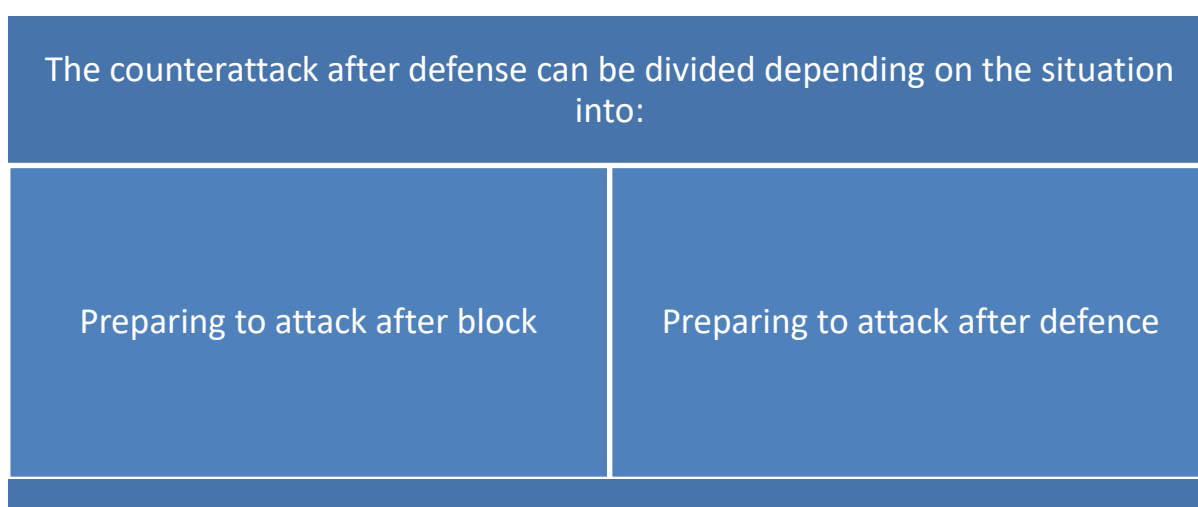 The counterattack after defense can be divided depending on the situation
into:
Preparing to attack after block
Preparing to attack after defence